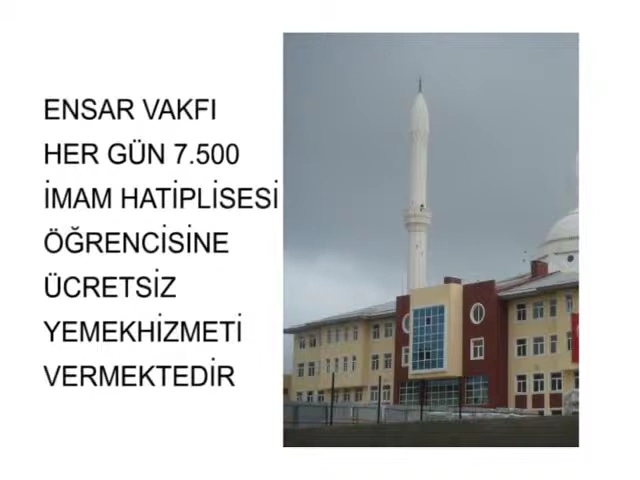 ENSAR VAKFI
HER GÜN 7.500
İMAM HATİPLİSESİ
ÖĞRENCİSİNE
ÜCRETSİZ
YEMEKHİZMETİ
VERMEKTEDİR